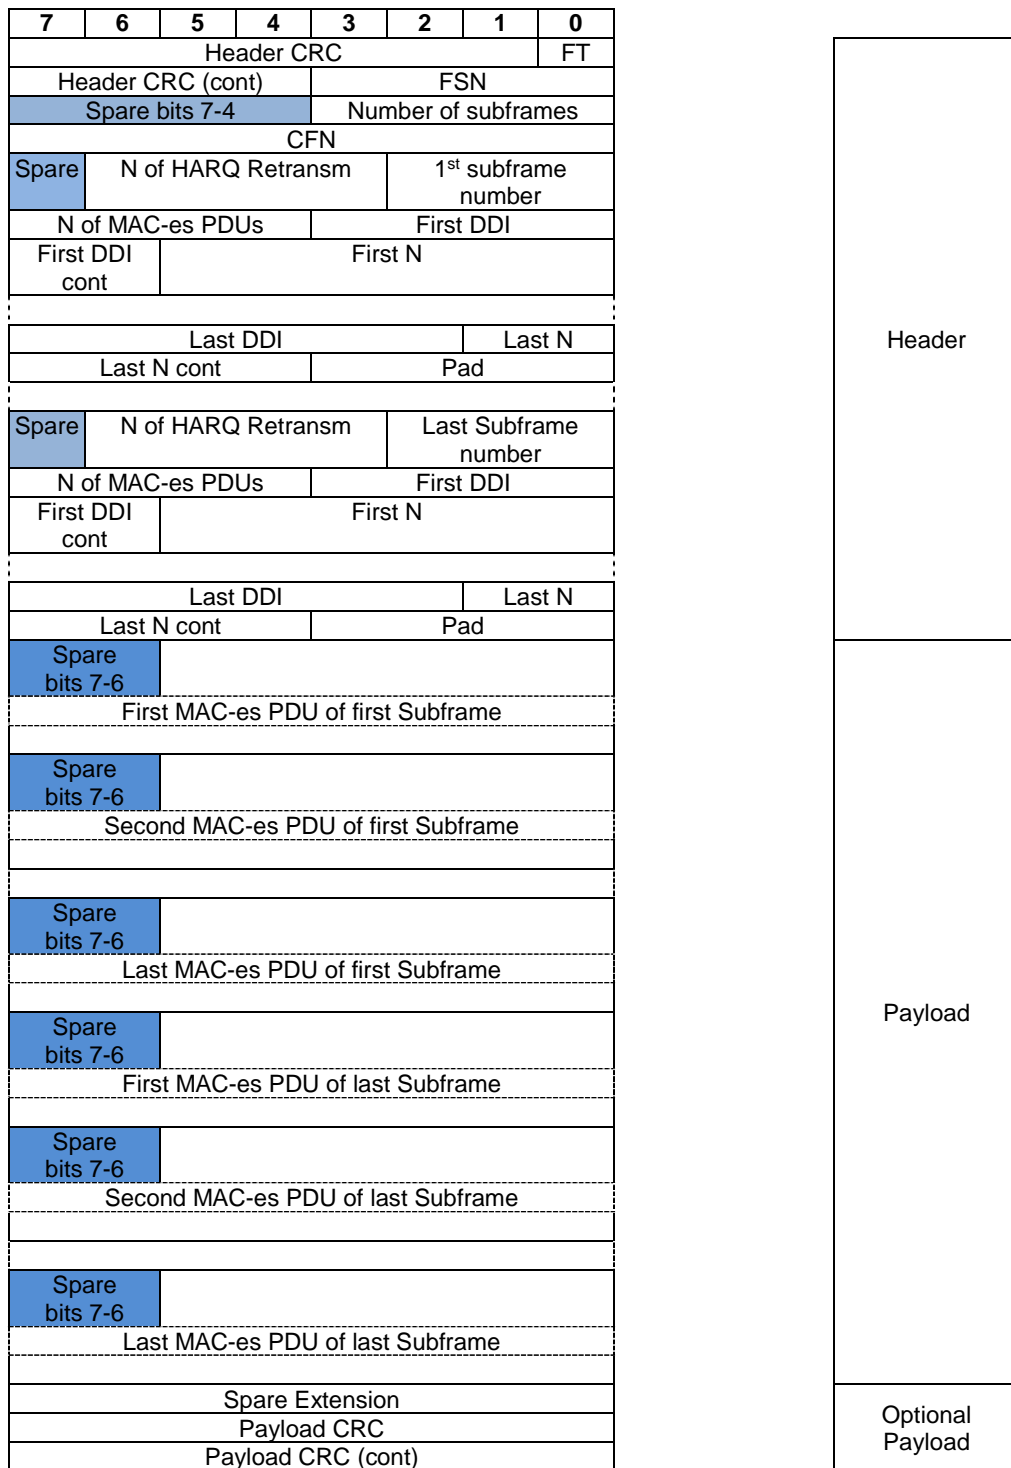 7 6 5 4 3 2 1 0
Header CRC FT
Header CRC (cont) FSN
Spare bits 7-4 Number of subframes
CFN
Spare N of HARQ Retransm 1st subframe
number
N of MAC-es PDUs First DDI
First DDI First N
cont
Last DDI Last N
Last N cont Pad
Spare N of HARQ Retransm Last Subframe
number
N of MAC-es PDUs First DDI
First DDI First N
cont
Last DDI Last N
Last N cont Pad
Header
Spare
bits 7-6
First MAC-es PDU of first Subframe
Spare
bits 7-6
Second MAC-es PDU of first Subframe
Spare
bits 7-6
Last MAC-es PDU of first Subframe
Spare
bits 7-6
First MAC-es PDU of last Subframe
Spare
bits 7-6
Second MAC-es PDU of last Subframe
Spare
bits 7-6
Last MAC-es PDU of last Subframe
Payload
Spare Extension
Payload CRC
Payload CRC (cont)
Optional
Payload